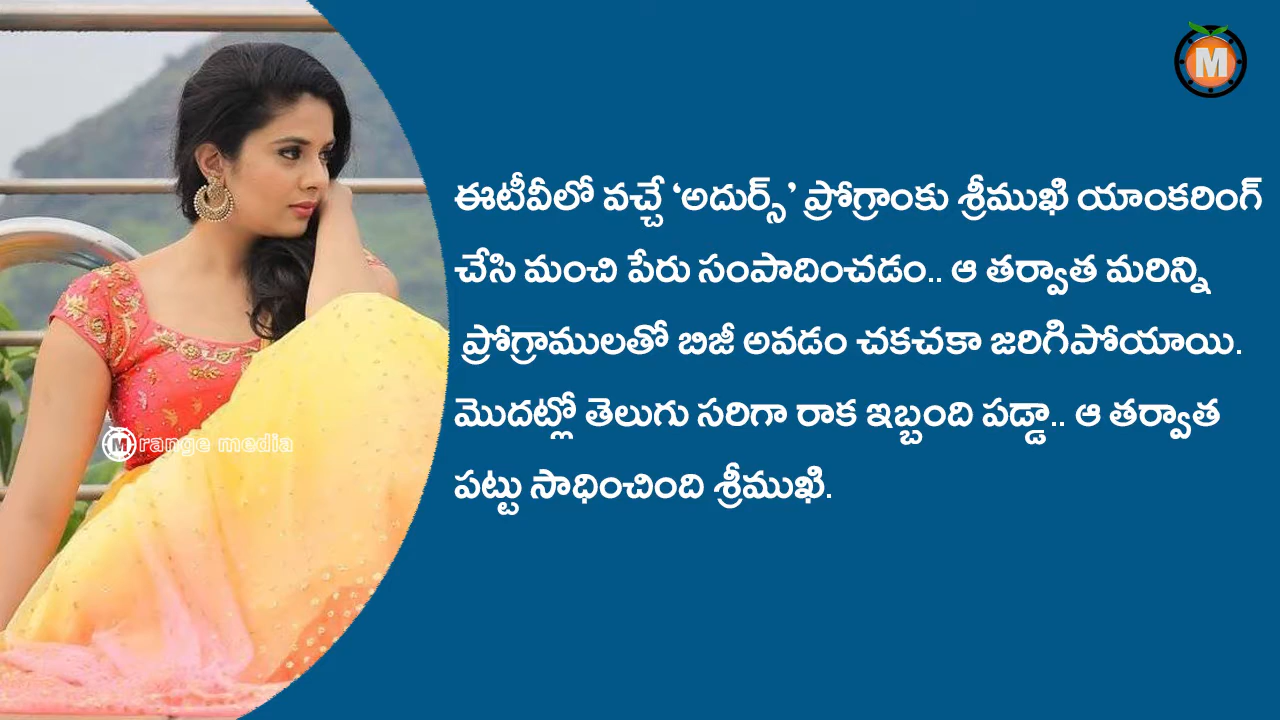 M
ఈటీవీలో వచ్చే ‘అదుర్స్’ ప్రోగ్రాంకు శ్రీముఖి యాంకరింగ్
చేసి మంచి పేరు సంపాదించడం.. ఆ తర్వాత మరిన్ని
ప్రోగ్రాములతో బిజీ అవడం చకచకా జరిగిపోయాయి.
మొదట్లో తెలుగు సరిగా రాక ఇబ్బంది పడ్డా.. ఆ తర్వాత
పట్టు సాధించింది శ్రీముఖి.
M range media